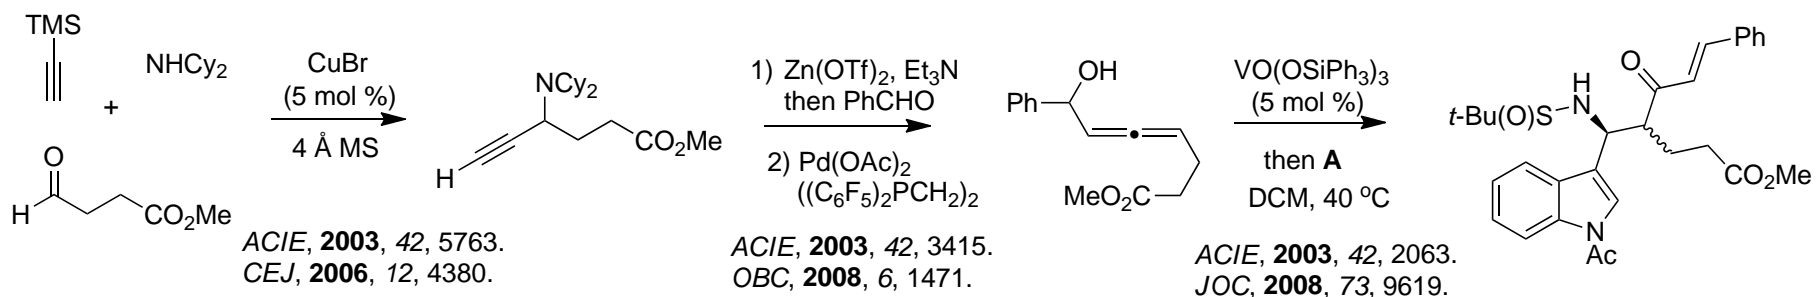 TMS
+
NHCy2
O
H
CO2Me
CuBr
(5 mol %)
4 Å MS
ACIE, 2003, 42, 5763.
CEJ, 2006, 12, 4380.
NCy2
H
CO2Me
1) Zn(OTf)2, Et3N
then PhCHO
2) Pd(OAc)2
((C6F5)2PCH2)2
ACIE, 2003, 42, 3415.
OBC, 2008, 6, 1471.
OH
Ph
MeO2C
VO(OSiPh3)3
(5 mol %)
then A
DCM, 40 ºC
ACIE, 2003, 42, 2063.
JOC, 2008, 73, 9619.
Ph
O
H
t-Bu(O)S
N
CO2Me
N
Ac